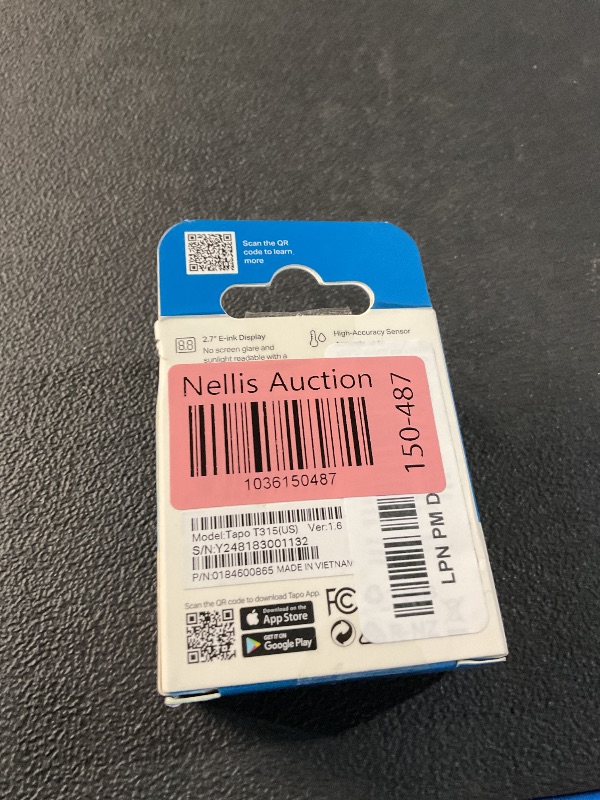 Scan the QR
code to learn
more
2.7" E-ink Display
No screen glare and
sunlight readable with a
High-Accuracy Sensor
Nellis Auction
1036150487
150-487
Model:Tapo T315(US) Ver:1.6
S/N:Y248183001132
P/N:0184600865 MADE IN VIETNAM
LPN PM D
Scan the QR code to download Tapo App.
Download on the
App Store
GET IT ON
Google Play
FC